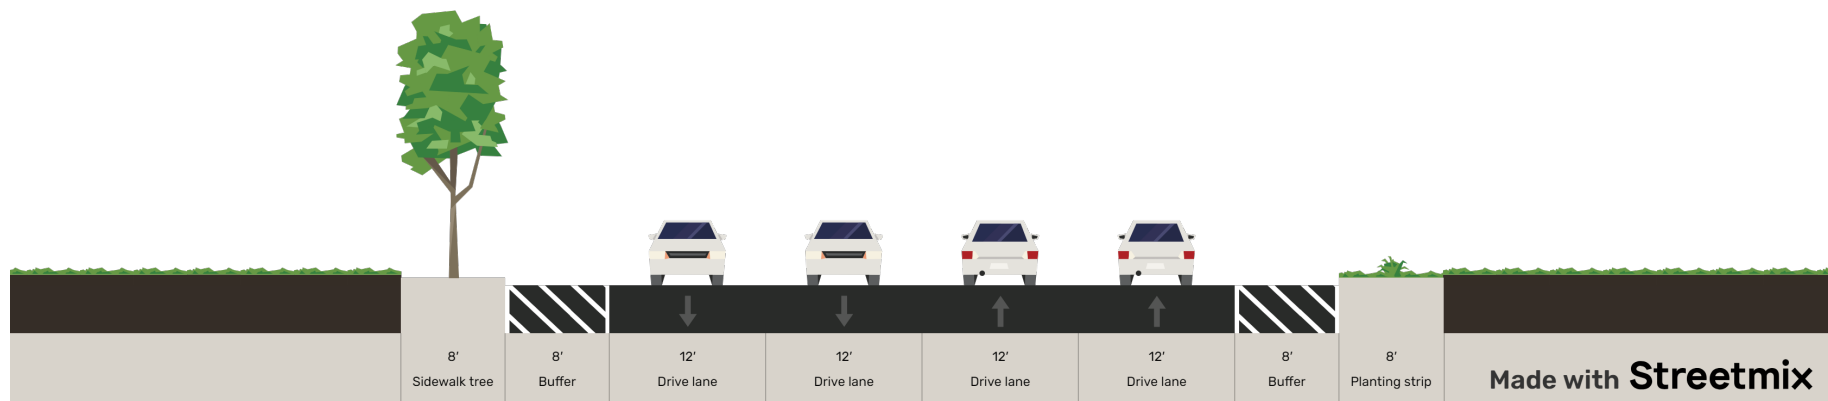 8′
Sidewalk tree
8′
Buffer
12′
Drive lane
12′
Drive lane
12′
Drive lane
12′
Drive lane
8′
Buffer
8′
Planting strip
Made with Streetmix